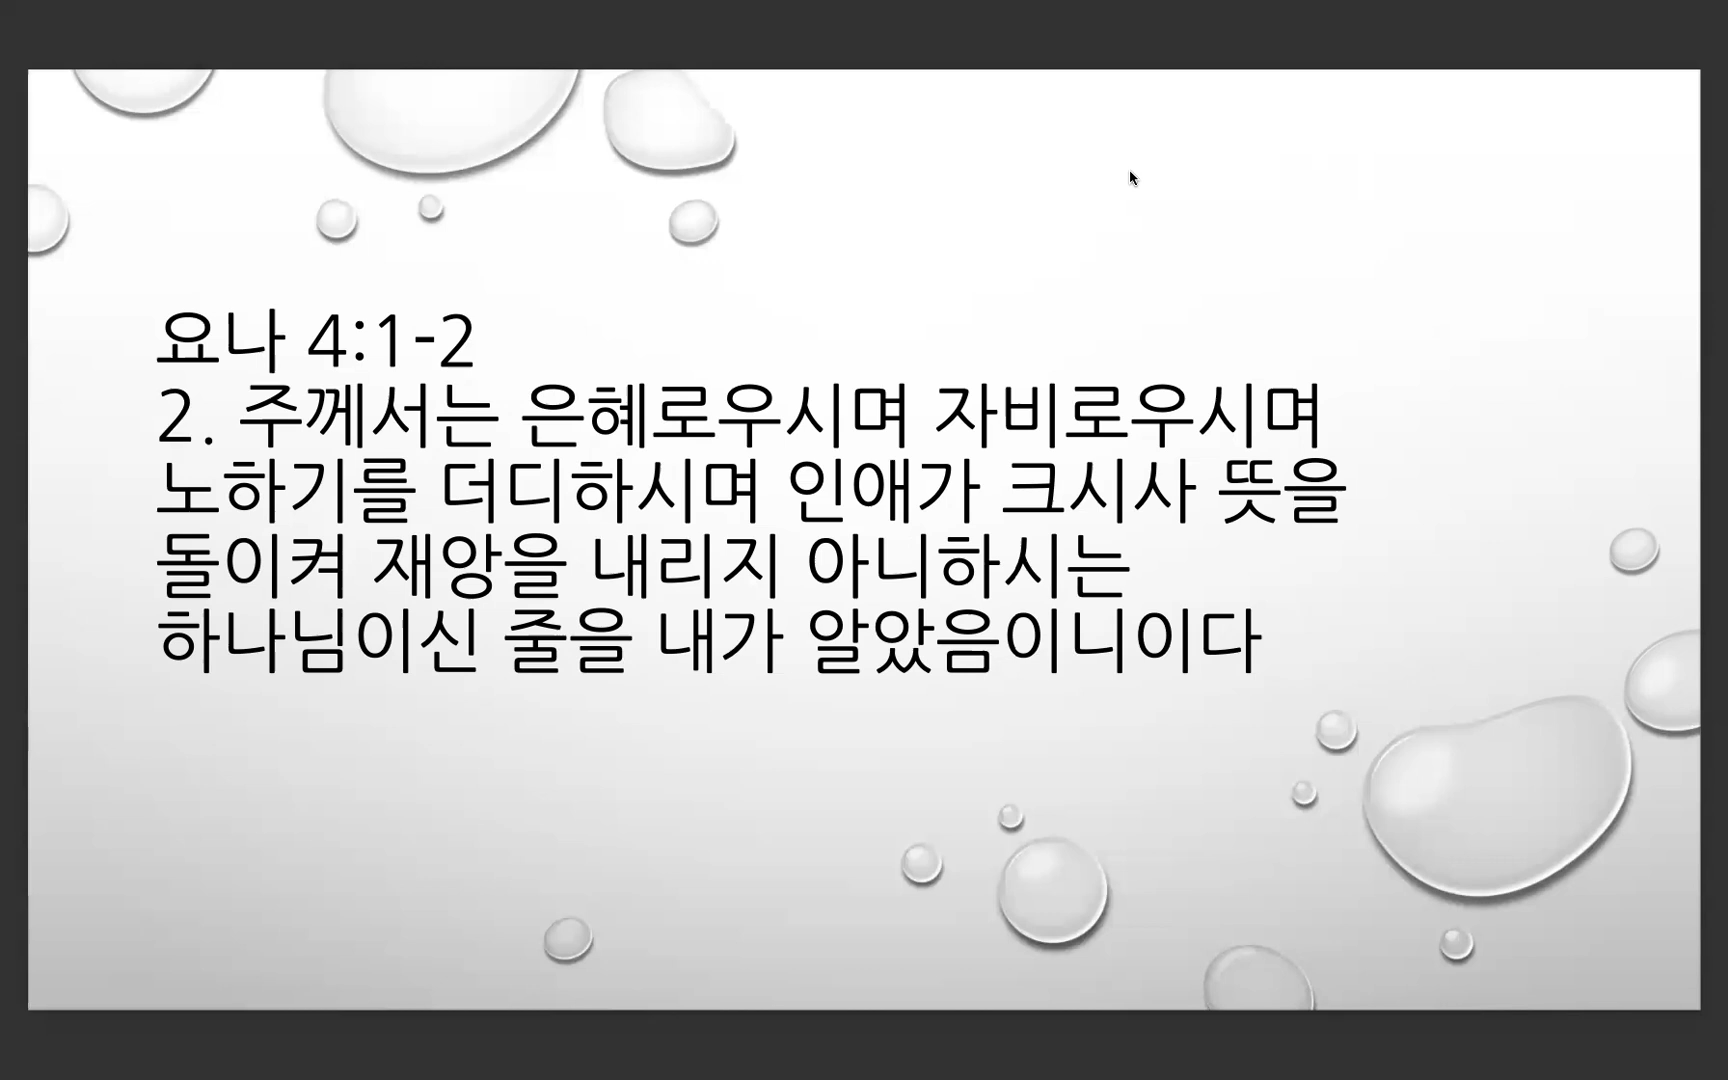 요나 4:1-2
2. 주께서는 은혜로우시며 자비로우시며
노하기를 더디하시며 인애가 크시사 뜻을
돌이켜 재앙을 내리지 아니하시는
하나님이신 줄을 내가 알았음이니이다